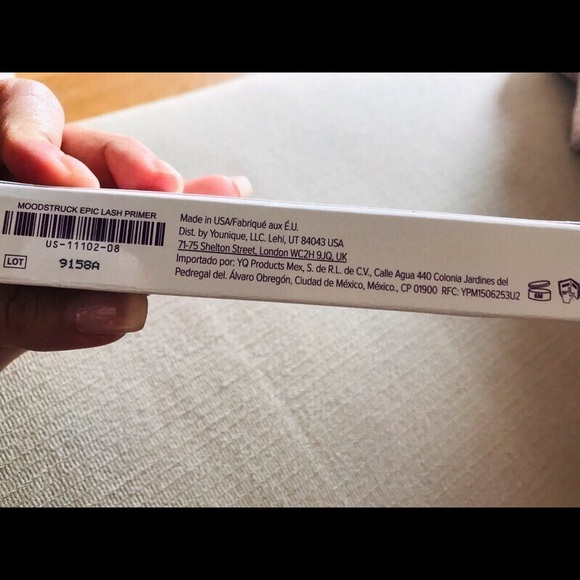 MOODSTRUCK EPIC LASH PRIMER
US-11102-08
LOT 9158A
Made in USA/Fabriqué aux É.U.
Dist. by Younique, LLC. Lehi, UT 84043 USA
71-75 Shelton Street, London WC2H 9JQ, UK
Importado por: YQ Products Mex, S. de R.L. de C.V., Calle Agua 440 Colonia Jardines del
Pedregal del. Álvaro Obregón, Ciudad de México, México., CP 01900 RFC: YPM1506253U2
6M